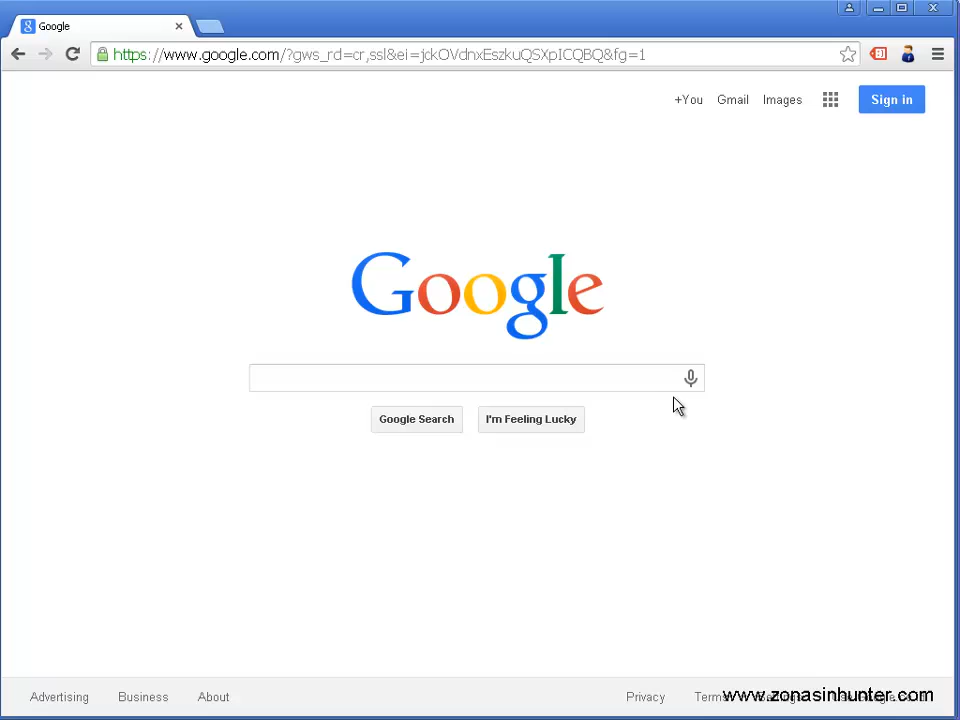 Google
https://www.google.com/?gws_rd=cr,ssl&ei=jckOVdnxEszkuQSXpICQBQ&fg=1
+You Gmail Images Sign in
Google
Google Search I'm Feeling Lucky
Advertising Business About Privacy
www.zonasinhunter.com